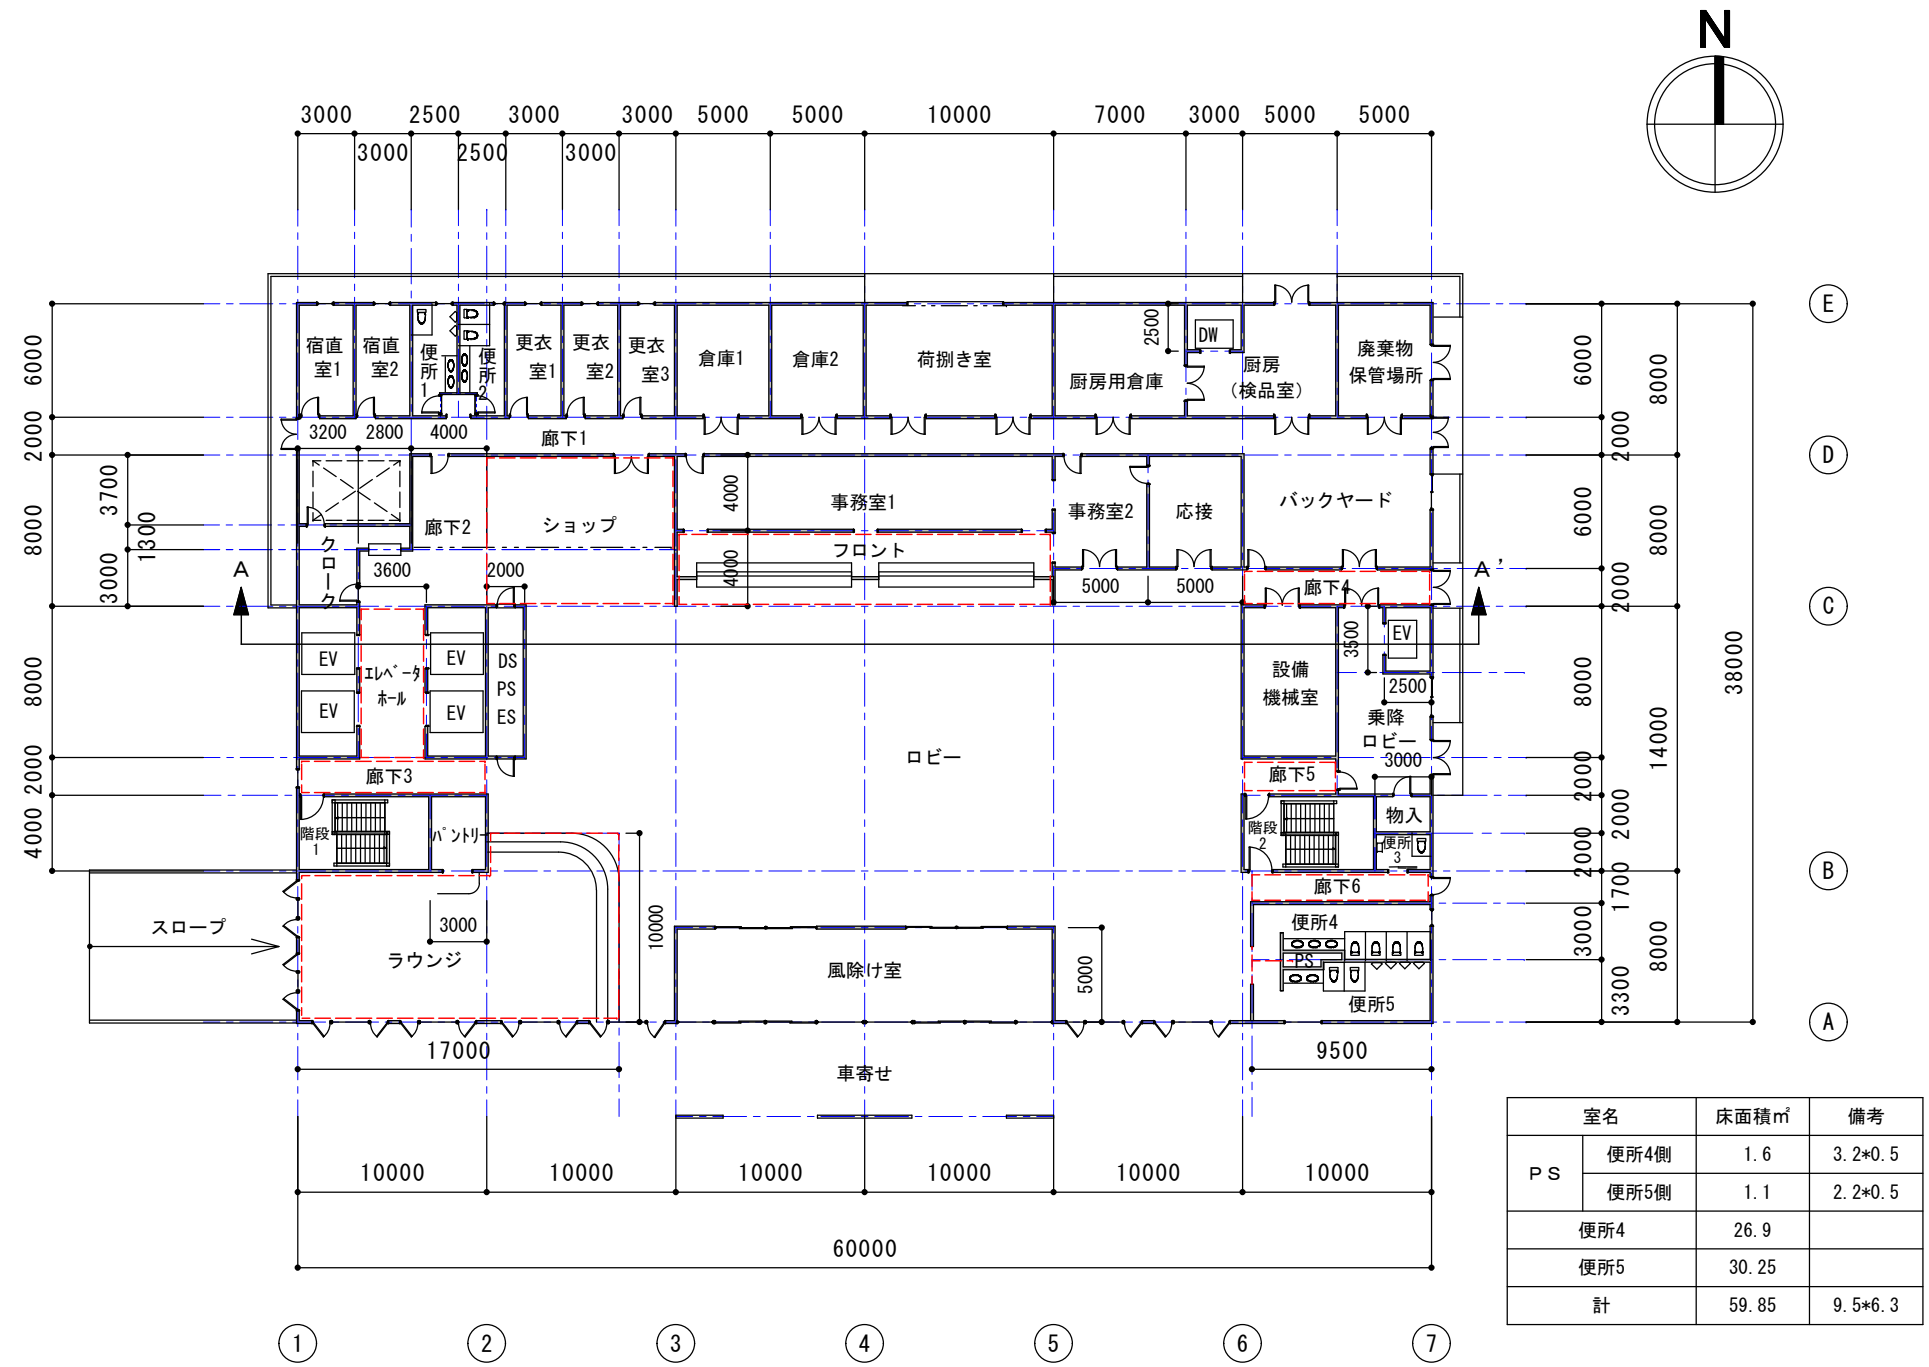 N
3000 2500 3000 3000 5000 5000 10000 7000 3000 5000 5000
3000 2500 3000
E
D
C
B
A
6000
2000
8000
8000
2000
4000
3700
1300
3000
6000
2000
6000
2000
8000
2000
2000
2000
1700
3000
3300
8000
8000
14000
8000
38000
宿直
室1
宿直
室2
便
所
1
便
所
2
更衣
室1
更衣
室2
更衣
室3
倉庫1
倉庫2
荷捌き室
厨房用倉庫
2500
DW
厨房
(検品室)
廃棄物
保管場所
3200 2800 4000
廊下1
廊下2
ショップ
4000
事務室1
フロント
4000
事務室2
応接
バックヤード
ク
ロ
ー
ク
3600
2000
5000 5000
廊下4
A
A’
EV
EV
エレベータ
ホール
EV
EV
DS
PS
ES
ロビー
設備
機械室
3500
EV
2500
乗降
ロビー
3000
廊下3
廊下5
階段
1
パントリー
階段
2
物入
便所
3
廊下6
スロープ
3000
ラウンジ
10000
風除け室
5000
便所4
PS
便所5
17000
車寄せ
9500
10000 10000 10000 10000 10000 10000
60000
1 2 3 4 5 6 7
室名 床面積㎡ 備考
PS 便所4側 1.6 3.2*0.5
便所5側 1.1 2.2*0.5
便所4 26.9
便所5 30.25
計 59.85 9.5*6.3